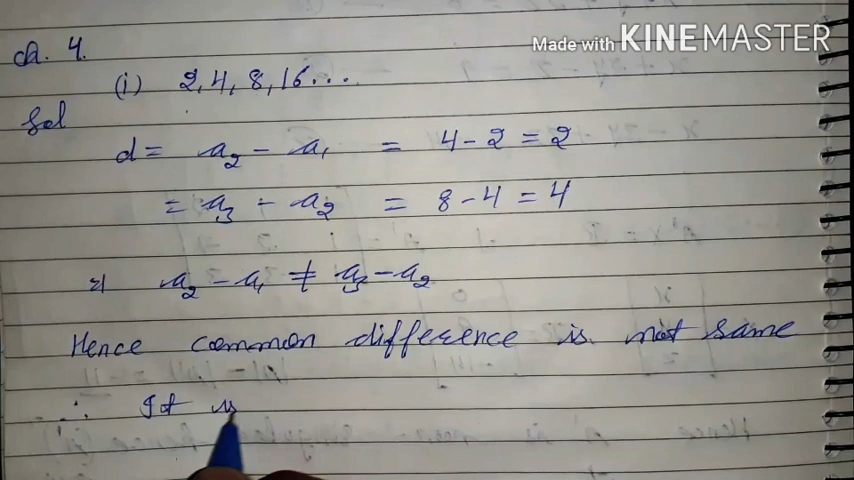 Made with KINEMASTER
Q. 4.
(i) 2, 4, 8, 16...
Sol
d = a₂ - a₁ = 4 - 2 = 2
= a₃ - a₂ = 8 - 4 = 4
a₂ - a₁ ≠ a₃ - a₂
Hence common difference is not same
∴ It is